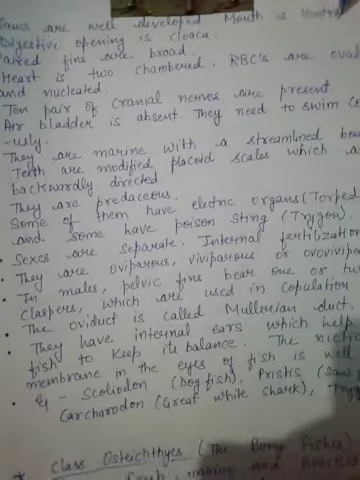 Jaws are well developed Mouth is ventral
Digestive opening is cloaca.
Paired fins are broad.
Heart is two chambered. RBC's are oval
and nucleated.
Ten pair of cranial nerves are present.
Air bladder is absent They need to swim
-usly.
They are marine with a streamlined
Teeth are modified placoid scales which
backwardly directed
They are predaceous.
Some of them have electric organs (Torped
and some have poison sting (Trygon).
• Sexes are separate. Internal fertilization
• They are oviparous, viviparous or ovovivipa
• In males, pelvic fins bear one or two
claspers, which are used in copulation
• The oviduct is called Mullerian duct.
• They have internal ears which help
fish to keep its balance. The nicti
membrane in the eyes of fish is well
• Eg - Scoliodon (Dog fish), Pristis (Saw
Carcharodon (Great white shark),
Class Osteichthyes (The Bony Fishes)
marine and